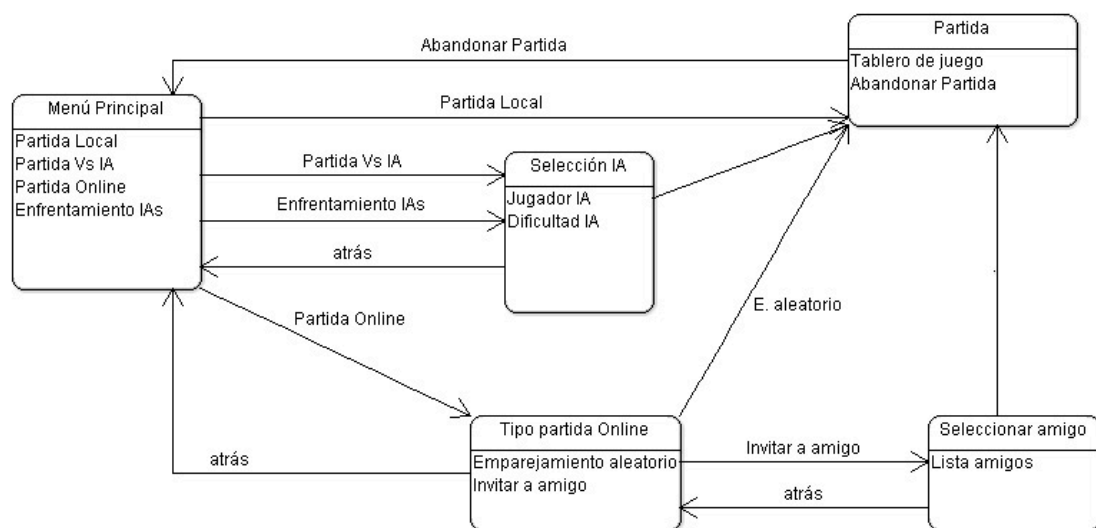 Partida
Tablero de juego
Abandonar Partida
Abandonar Partida
Menú Principal
Partida Local
Partida Vs IA
Partida Online
Enfrentamiento IAs
Partida Local
Partida Vs IA
Enfrentamiento IAs
atrás
Selección IA
Jugador IA
Dificultad IA
Partida Online
E. aleatorio
Tipo partida Online
Emparejamiento aleatorio
Invitar a amigo
atrás
Invitar a amigo
atrás
Seleccionar amigo
Lista amigos